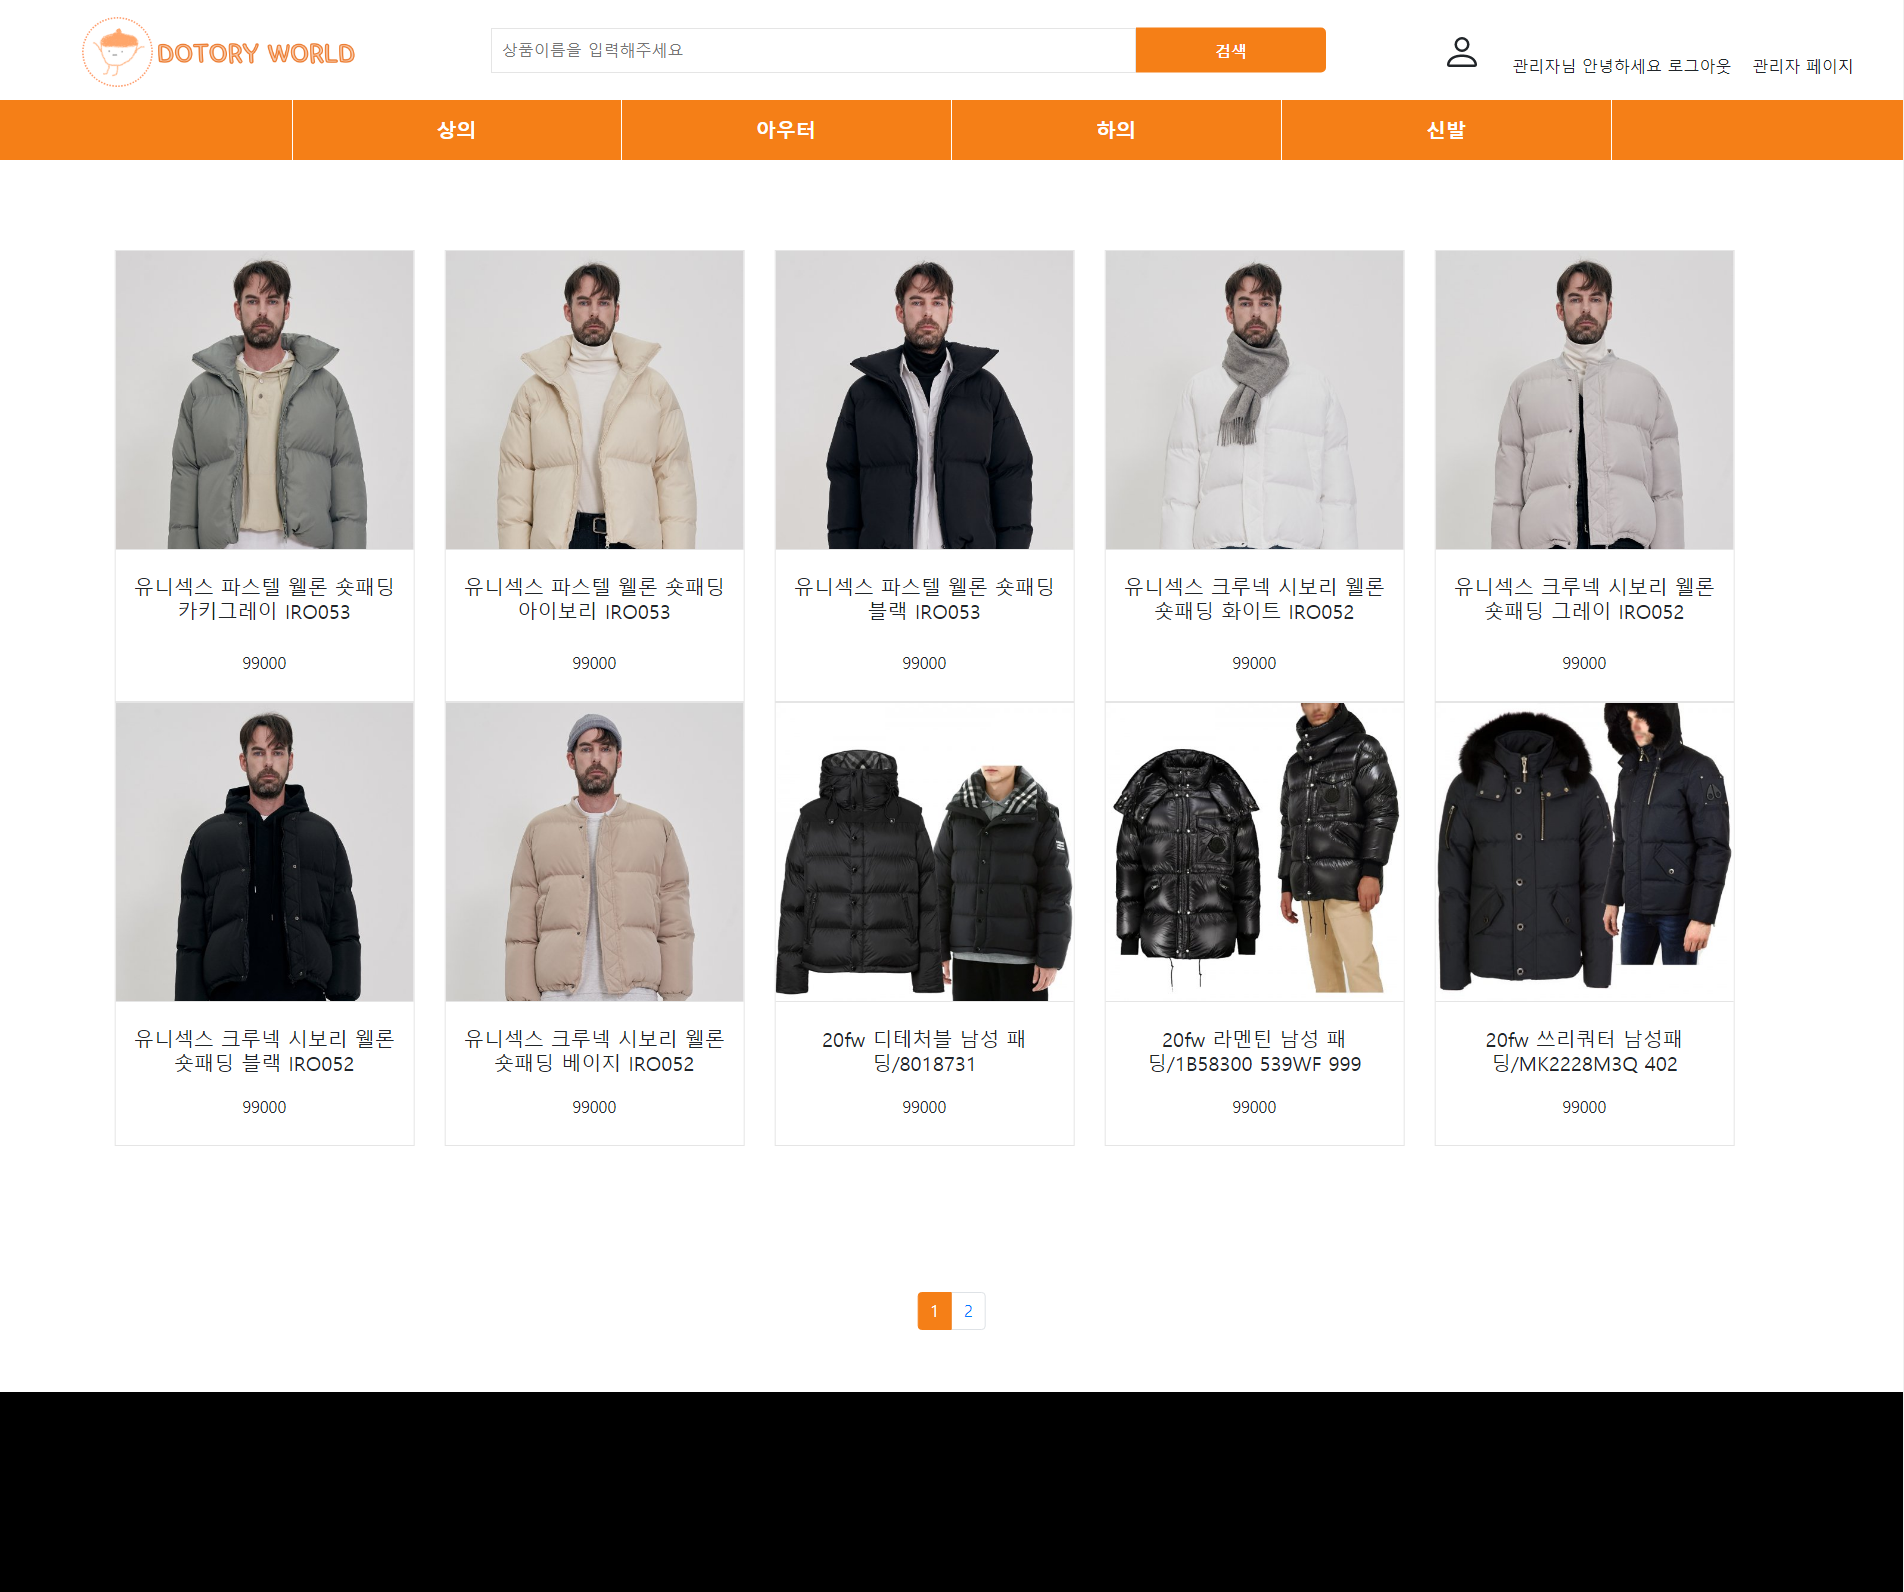 DOTORY WORLD
상품이름을 입력해주세요
검색
관리자님 안녕하세요 로그아웃 관리자 페이지
상의
아우터
하의
신발
유니섹스 파스텔 웰론 숏패딩
카키그레이 IRO053
99000
유니섹스 파스텔 웰론 숏패딩
아이보리 IRO053
99000
유니섹스 파스텔 웰론 숏패딩
블랙 IRO053
99000
유니섹스 크루넥 시보리 웰론
숏패딩 화이트 IRO052
99000
유니섹스 크루넥 시보리 웰론
숏패딩 그레이 IRO052
99000
유니섹스 크루넥 시보리 웰론
숏패딩 블랙 IRO052
99000
유니섹스 크루넥 시보리 웰론
숏패딩 베이지 IRO052
99000
20fw 디테처블 남성 패
딩/8018731
99000
20fw 라멘틴 남성 패
딩/1B58300 539WF 999
99000
20fw 쓰리쿼터 남성패
딩/MK2228M3Q 402
99000
1
2